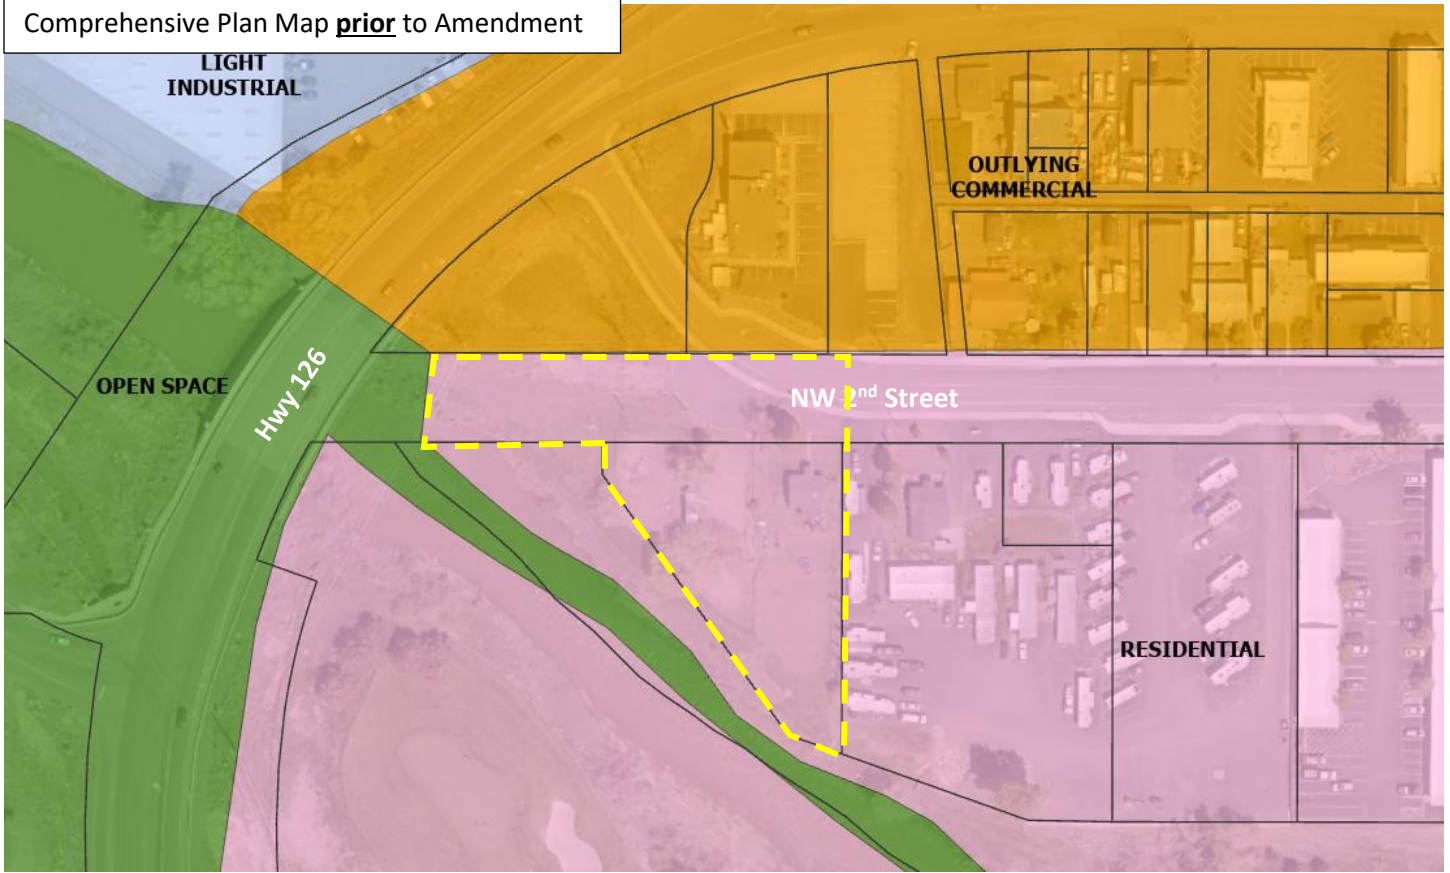 Comprehensive Plan Map prior to Amendment
LIGHT
INDUSTRIAL
OUTLYING
COMMERCIAL
OPEN SPACE
Hwy 126
NW 2nd Street
RESIDENTIAL